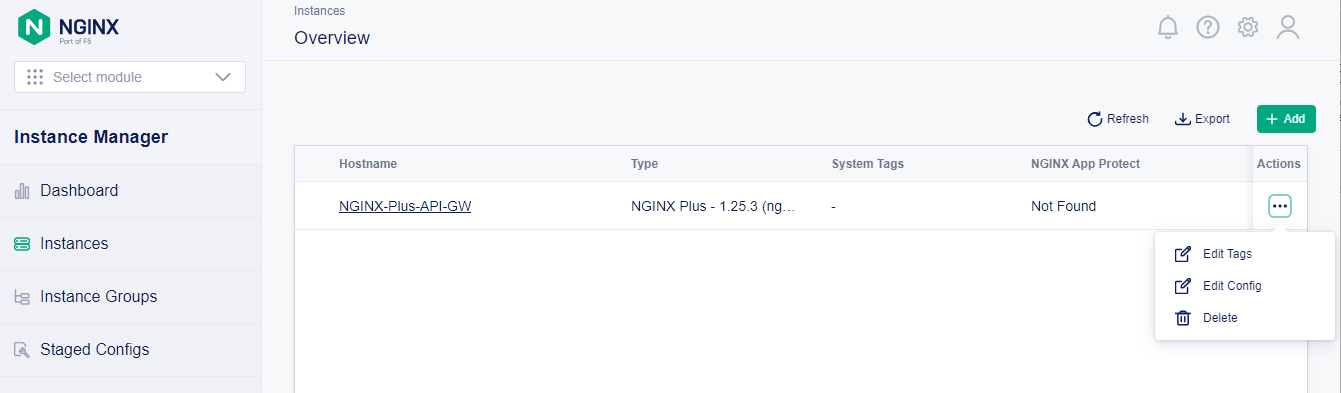 NGINX
Part of F5
Select module
Instance Manager
Dashboard
Instances
Instance Groups
Staged Configs
Instances
Overview
Refresh
Export
Add
Hostname Type System Tags NGINX App Protect Actions
NGINX-Plus-API-GW NGINX Plus - 1.25.3 (ng... - Not Found
Edit Tags
Edit Config
Delete